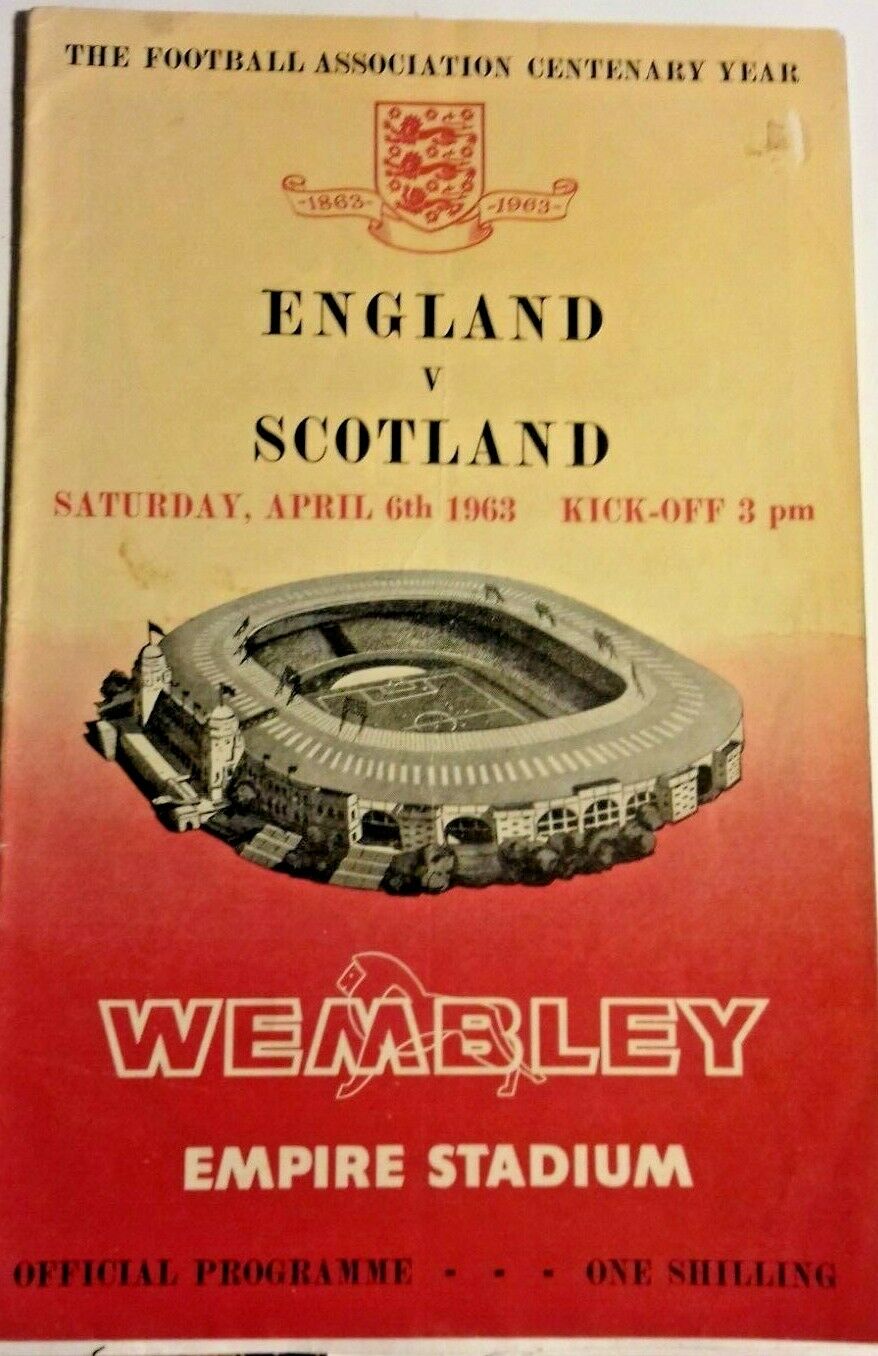 THE FOOTBALL ASSOCIATION CENTENARY YEAR
-1863- -1963-
ENGLAND
V
SCOTLAND
SATURDAY, APRIL 6th 1963 KICK-OFF 3 pm
WEMBLEY
EMPIRE STADIUM
OFFICIAL PROGRAMME - - - ONE SHILLING